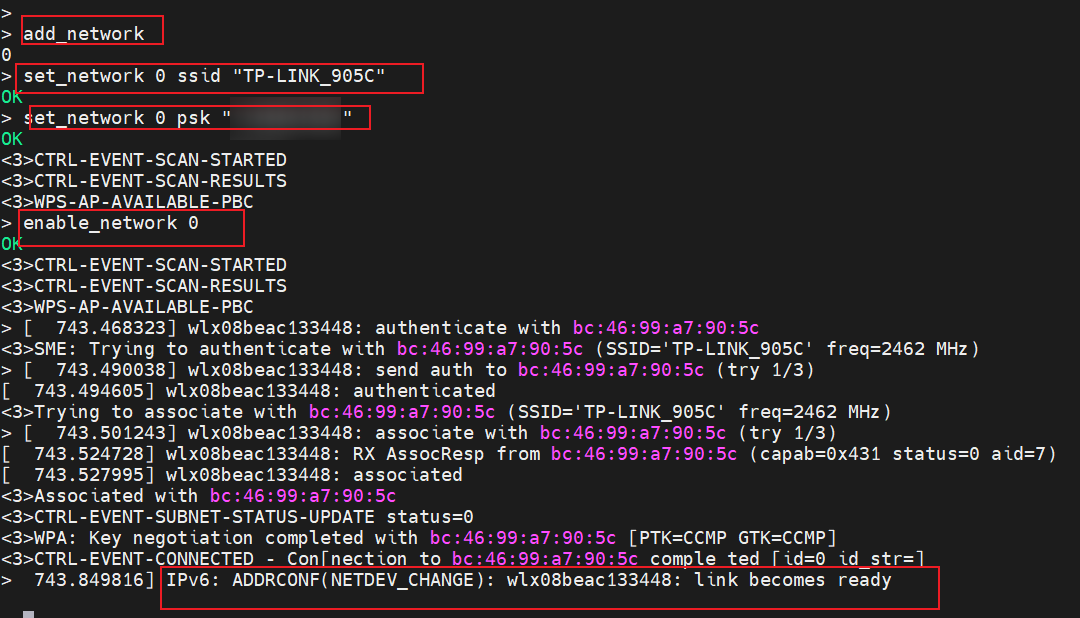 >
> add_network
0
> set_network 0 ssid "TP-LINK_905C"
OK
> set_network 0 psk " "
OK
<3>CTRL-EVENT-SCAN-STARTED
<3>CTRL-EVENT-SCAN-RESULTS
<3>WPS-AP-AVAILABLE-PBC
> enable_network 0
OK
<3>CTRL-EVENT-SCAN-STARTED
<3>CTRL-EVENT-SCAN-RESULTS
<3>WPS-AP-AVAILABLE-PBC
> [  743.468323] wlx08beac133448: authenticate with bc:46:99:a7:90:5c
<3>SME: Trying to authenticate with bc:46:99:a7:90:5c (SSID='TP-LINK_905C' freq=2462 MHz)
> [  743.490038] wlx08beac133448: send auth to bc:46:99:a7:90:5c (try 1/3)
[  743.494605] wlx08beac133448: authenticated
<3>Trying to associate with bc:46:99:a7:90:5c (SSID='TP-LINK_905C' freq=2462 MHz)
> [  743.501243] wlx08beac133448: associate with bc:46:99:a7:90:5c (try 1/3)
[  743.524728] wlx08beac133448: RX AssocResp from bc:46:99:a7:90:5c (capab=0x431 status=0 aid=7)
[  743.527995] wlx08beac133448: associated
<3>Associated with bc:46:99:a7:90:5c
<3>CTRL-EVENT-SUBNET-STATUS-UPDATE status=0
<3>WPA: Key negotiation completed with bc:46:99:a7:90:5c [PTK=CCMP GTK=CCMP]
<3>CTRL-EVENT-CONNECTED - Con[nection to bc:46:99:a7:90:5c comple ted [id=0 id_str=]
>  743.849816] IPv6: ADDRCONF(NETDEV_CHANGE): wlx08beac133448: link becomes ready